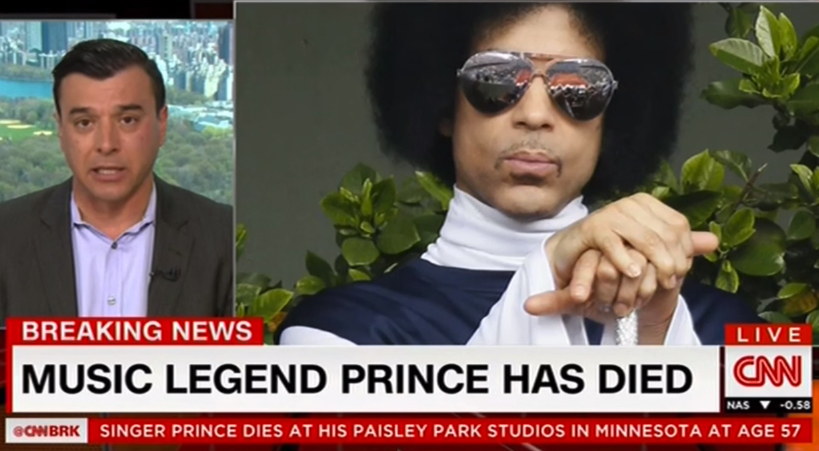 BREAKING NEWS
LIVE
MUSIC LEGEND PRINCE HAS DIED
CNN
NAS ▼ -0.58
@CNNBRK
SINGER PRINCE DIES AT HIS PAISLEY PARK STUDIOS IN MINNESOTA AT AGE 57